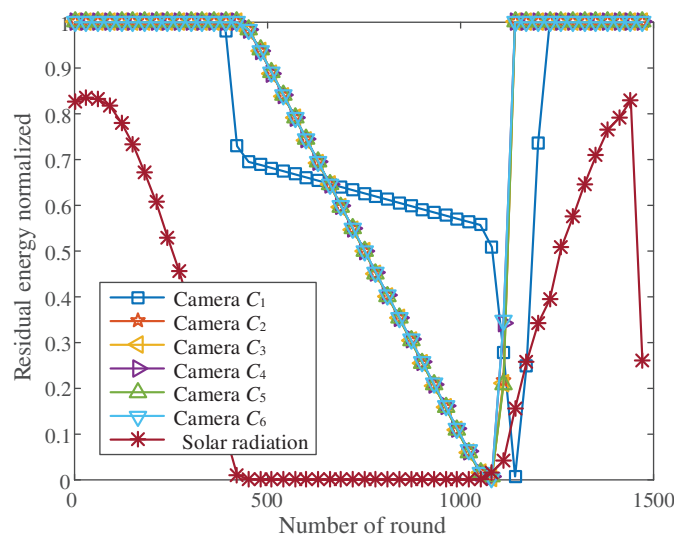 1
0.9
0.8
0.7
0.6
0.5
0.4
0.3
0.2
0.1
0
Residual energy normalized
Camera C₁
Camera C₂
Camera C₃
Camera C₄
Camera C₅
Camera C₆
Solar radiation
0 500 1000 1500
Number of round